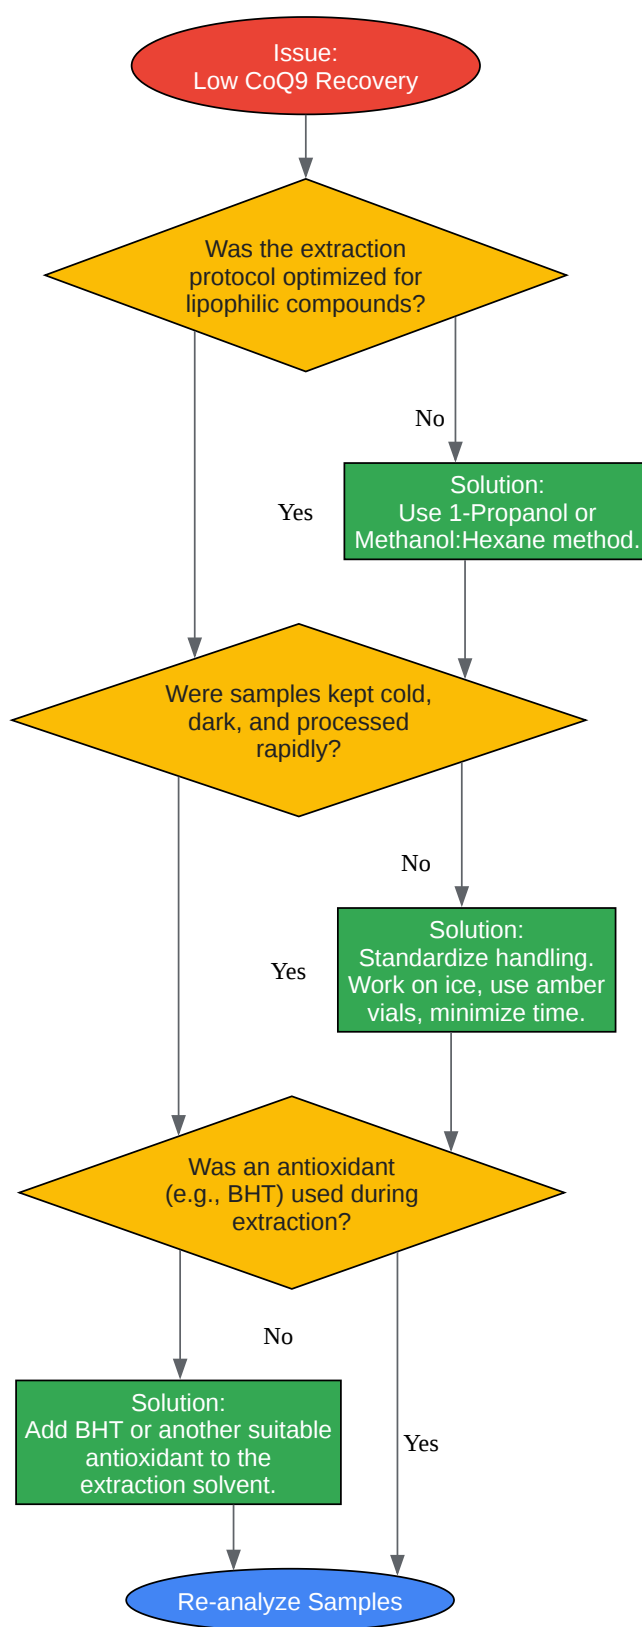 Issue:
Low CoQ9 Recovery
Was the extraction
protocol optimized for
lipophilic compounds?
No
Solution:
Use 1-Propanol or
Methanol:Hexane method.
Yes
Were samples kept cold,
dark, and processed
rapidly?
No
Solution:
Standardize handling.
Work on ice, use amber
vials, minimize time.
Yes
Was an antioxidant
(e.g., BHT) used during
extraction?
No
Solution:
Add BHT or another suitable
antioxidant to the
extraction solvent.
Yes
Re-analyze Samples